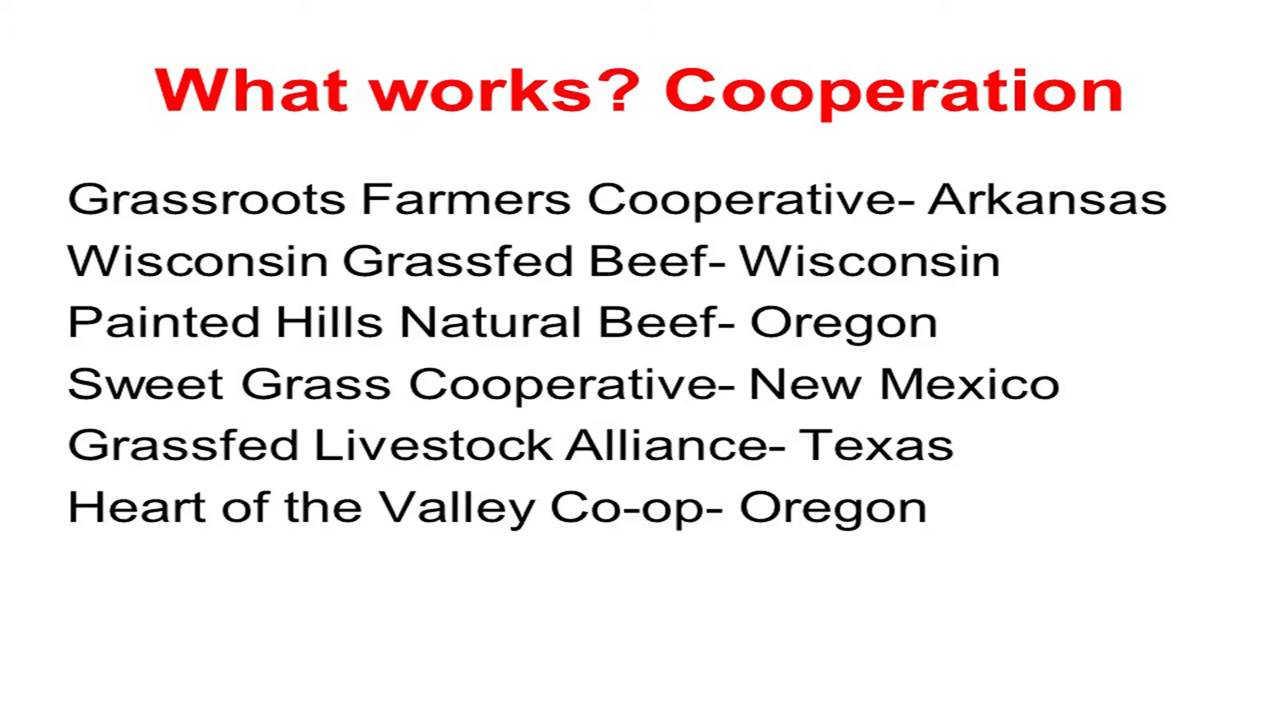 What works? Cooperation
Grassroots Farmers Cooperative- Arkansas
Wisconsin Grassfed Beef- Wisconsin
Painted Hills Natural Beef- Oregon
Sweet Grass Cooperative- New Mexico
Grassfed Livestock Alliance- Texas
Heart of the Valley Co-op- Oregon